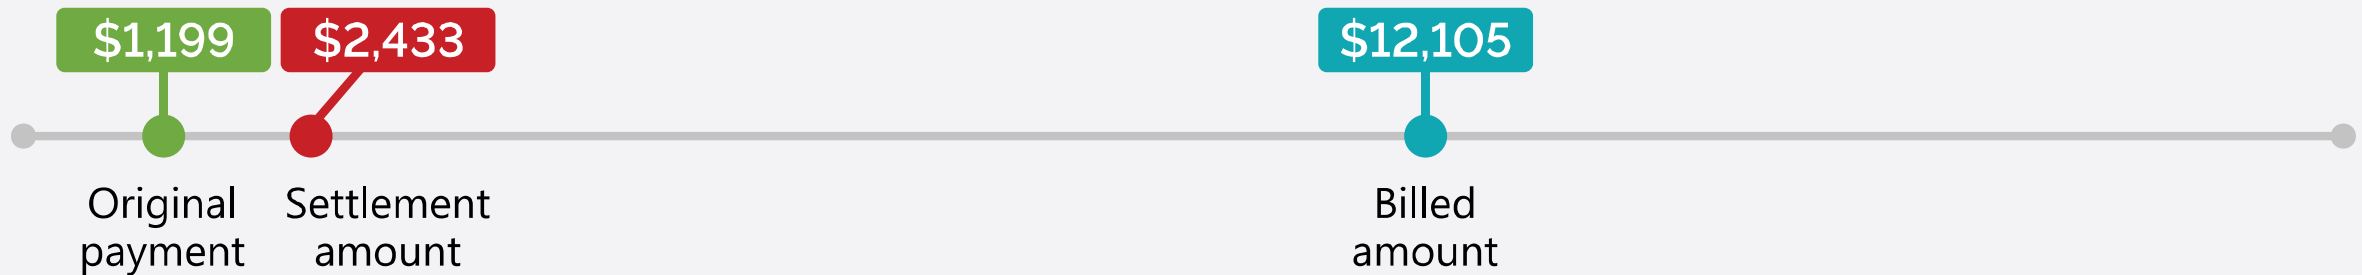 $1,199
$2,433
$12,105
Original
payment
Settlement
amount
Billed
amount